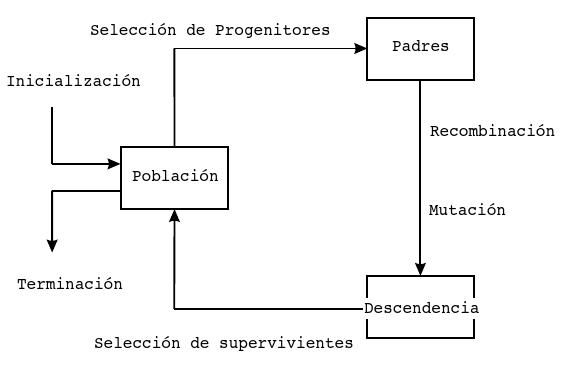 Selección de Progenitores
Padres
Inicialización
Recombinación
Población
Mutación
Terminación
Descendencia
Selección de supervivientes